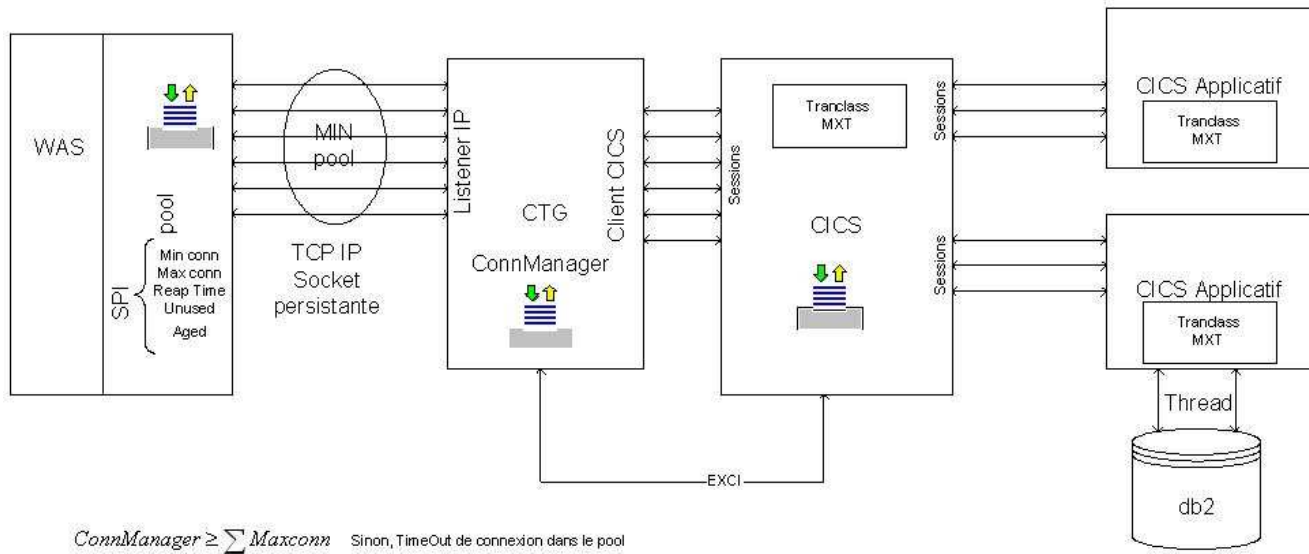 WAS
pool
SPI
Min conn
Max conn
Reap Time
Unused
Aged
MIN
pool
TCP IP
Socket
persistante
Listener IP
CTG
ConnManager
Client CICS
Sessions
Tranclass
MXT
CICS
Sessions
Sessions
EXCI
CICS Applicatif
Tranclass
MXT
CICS Applicatif
Tranclass
MXT
Thread
db2
ConnManager ≥ ∑ Maxconn Sinon, TimeOut de connexion dans le pool